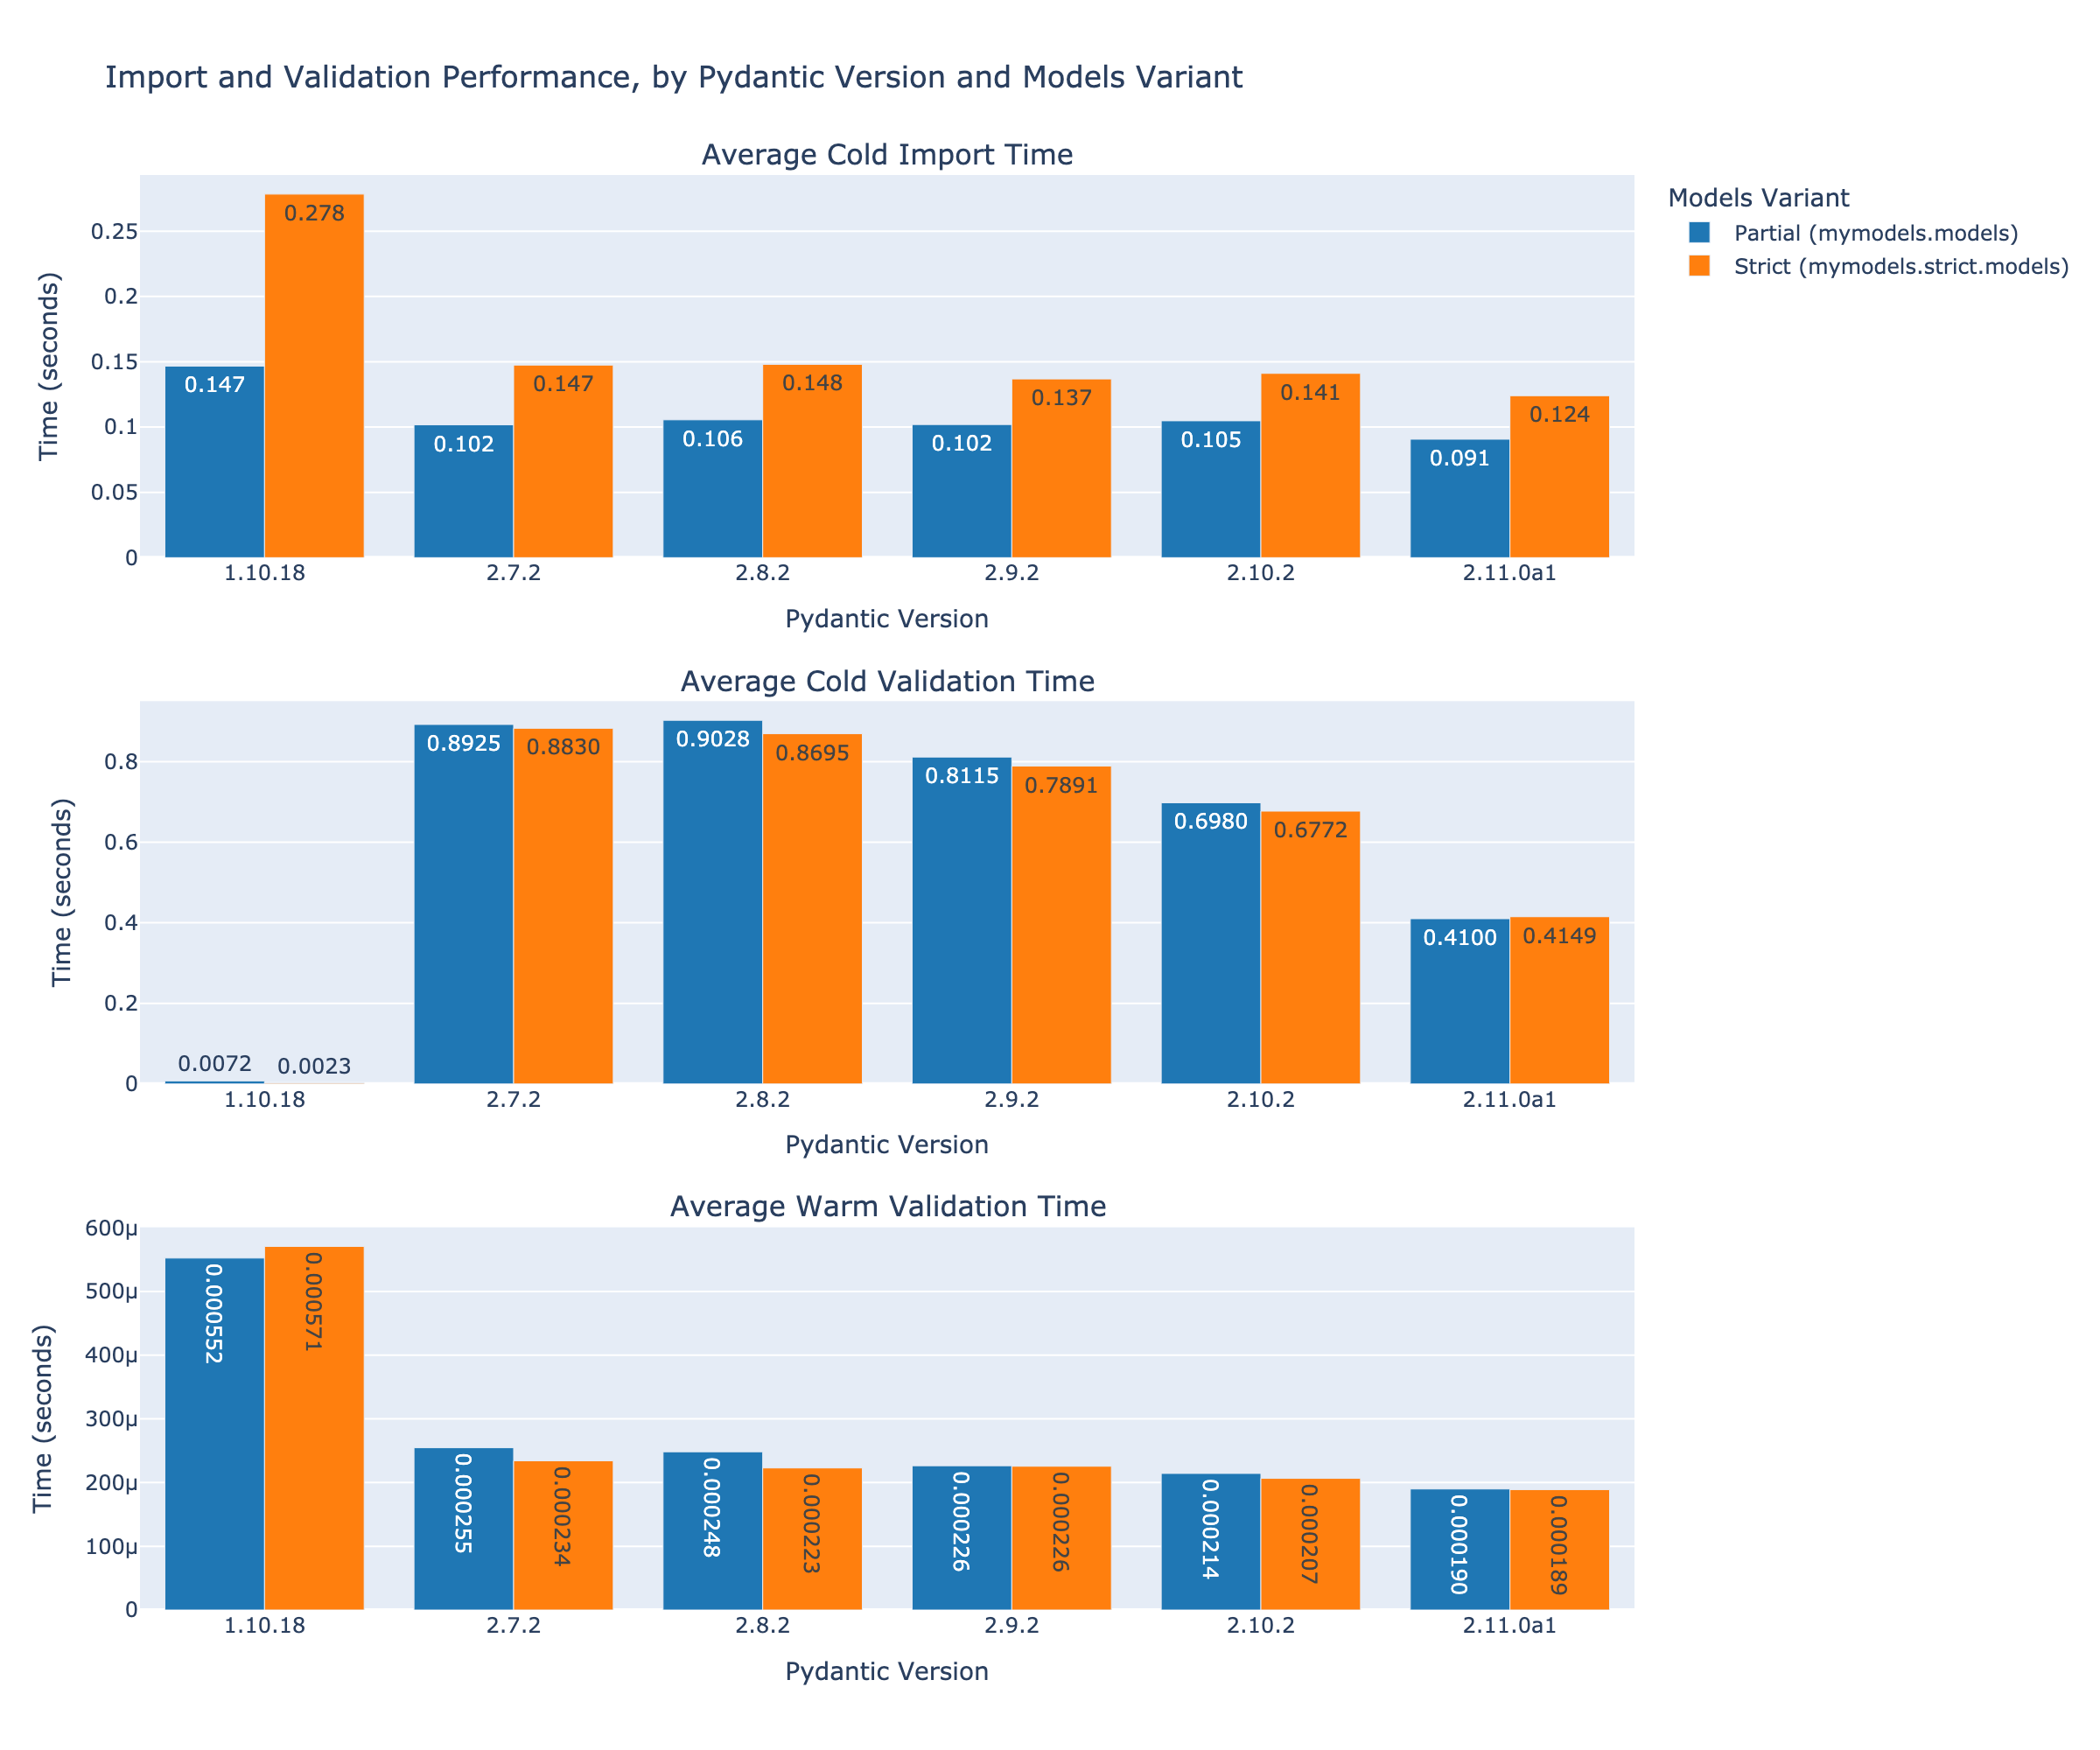 Import and Validation Performance, by Pydantic Version and Models Variant
Average Cold Import Time
Time (seconds)
0.25
0.2
0.15
0.1
0.05
0
0.147
0.278
0.102
0.147
0.106
0.148
0.102
0.137
0.105
0.141
0.091
0.124
1.10.18
2.7.2
2.8.2
2.9.2
2.10.2
2.11.0a1
Pydantic Version
Models Variant
Partial (mymodels.models)
Strict (mymodels.strict.models)
Average Cold Validation Time
Time (seconds)
0.8
0.6
0.4
0.2
0
0.0072
0.0023
0.8925
0.8830
0.9028
0.8695
0.8115
0.7891
0.6980
0.6772
0.4100
0.4149
1.10.18
2.7.2
2.8.2
2.9.2
2.10.2
2.11.0a1
Pydantic Version
Average Warm Validation Time
Time (seconds)
600μ
500μ
400μ
300μ
200μ
100μ
0
0.000552
0.000571
0.000255
0.000234
0.000248
0.000223
0.000226
0.000226
0.000214
0.000207
0.000190
0.000189
1.10.18
2.7.2
2.8.2
2.9.2
2.10.2
2.11.0a1
Pydantic Version